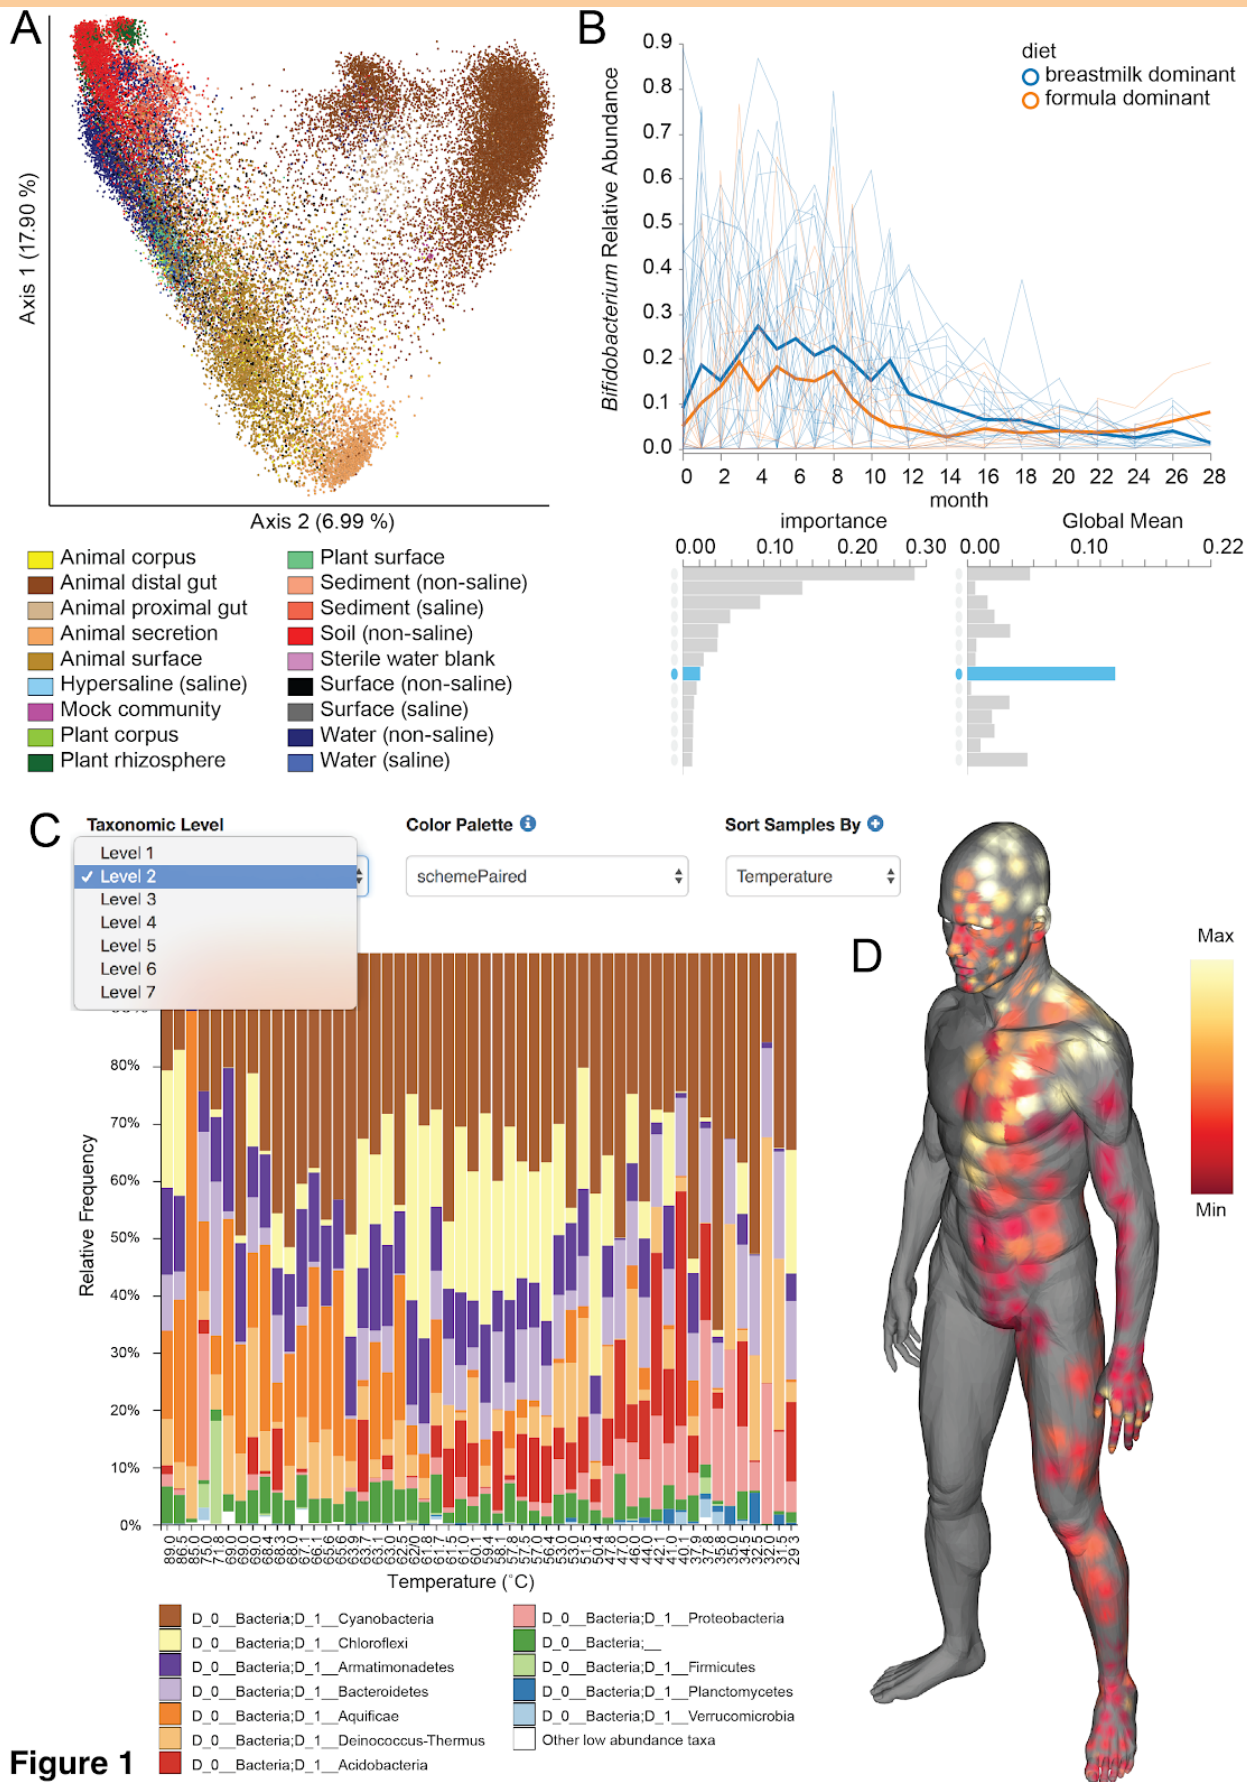 A
Axis 1 (17.90 %)
Axis 2 (6.99 %)
Animal corpus
Animal distal gut
Animal proximal gut
Animal secretion
Animal surface
Hypersaline (saline)
Mock community
Plant corpus
Plant rhizosphere
Plant surface
Sediment (non-saline)
Sediment (saline)
Soil (non-saline)
Sterile water blank
Surface (non-saline)
Surface (saline)
Water (non-saline)
Water (saline)
B
Bifidobacterium Relative Abundance
0.9
0.8
0.7
0.6
0.5
0.4
0.3
0.2
0.1
0.0
diet
breastmilk dominant
formula dominant
0 2 4 6 8 10 12 14 16 18 20 22 24 26 28
month
importance
0.00 0.10 0.20 0.30
Global Mean
0.00 0.10 0.22
C
Taxonomic Level
Level 1
✓ Level 2
Level 3
Level 4
Level 5
Level 6
Level 7
Color Palette
schemePaired
Sort Samples By
Temperature
Relative Frequency
80%
70%
60%
50%
40%
30%
20%
10%
0%
Temperature (°C)
D_0__Bacteria;D_1__Cyanobacteria
D_0__Bacteria;D_1__Chloroflexi
D_0__Bacteria;D_1__Armatimonadetes
D_0__Bacteria;D_1__Bacteroidetes
D_0__Bacteria;D_1__Aquificae
D_0__Bacteria;D_1__Deinococcus-Thermus
D_0__Bacteria;D_1__Acidobacteria
D_0__Bacteria;D_1__Proteobacteria
D_0__Bacteria;__
D_0__Bacteria;D_1__Firmicutes
D_0__Bacteria;D_1__Planctomycetes
D_0__Bacteria;D_1__Verrucomicrobia
Other low abundance taxa
D
Max
Min
Figure 1